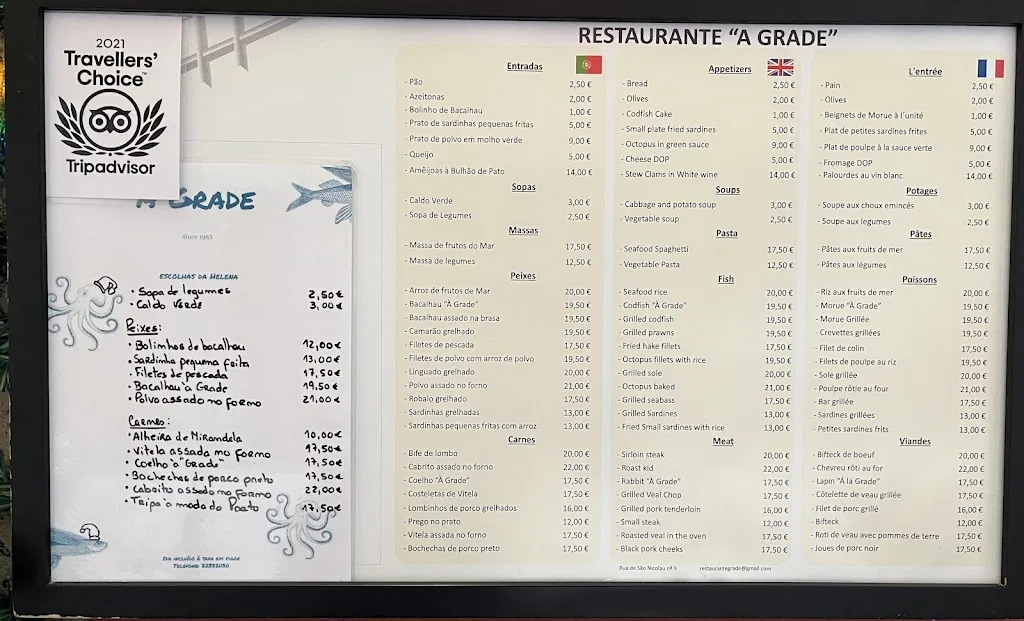 2021
Travellers'
Choice™
Tripadvisor
A GRADE
Since 1985
ESCOLHAS DA HELENA
• Sopa de legumes 2,50€
• Caldo Verde 3,00€
Peixes:
• Bolinhos de bacalhau 12,00€
• Sardinha pequena frita 13,00€
• Filetes de pescada 17,50€
• Bacalhau à Grade 19,50€
• Polvo assado no forno 21,00€
Carnes:
• Alheira de Mirandela 10,00€
• Vitela assada no forno 17,50€
• Coelho à "Grade" 17,50€
• Bochechas de porco preto 17,50€
• Cabrito assado no forno 22,00€
• Tripa à moda do Porto 17,50€
IVA INCLUÍDO À TAXA EM VIGOR
TELEFONE: 223321130
RESTAURANTE "A GRADE"
Entradas
- Pão 2,50 €
- Azeitonas 2,00 €
- Bolinho de Bacalhau 1,00 €
- Prato de sardinhas pequenas fritas 5,00 €
- Prato de polvo em molho verde 9,00 €
- Queijo 5,00 €
- Amêijoas à Bulhão de Pato 14,00 €
Sopas
- Caldo Verde 3,00 €
- Sopa de Legumes 2,50 €
Massas
- Massa de frutos do Mar 17,50 €
- Massa de legumes 12,50 €
Peixes
- Arroz de frutos de Mar 20,00 €
- Bacalhau "À Grade" 19,50 €
- Bacalhau assado na brasa 19,50 €
- Camarão grelhado 19,50 €
- Filetes de pescada 17,50 €
- Filetes de polvo com arroz de polvo 19,50 €
- Linguado grelhado 20,00 €
- Polvo assado no forno 21,00 €
- Robalo grelhado 17,50 €
- Sardinhas grelhadas 13,00 €
- Sardinhas pequenas fritas com arroz 13,00 €
Carnes
- Bife de lombo 20,00 €
- Cabrito assado no forno 22,00 €
- Coelho "À Grade" 17,50 €
- Costeletas de Vitela 17,50 €
- Lombinhos de porco grelhados 16,00 €
- Prego no prato 12,00 €
- Vitela assada no forno 17,50 €
- Bochechas de porco preto 17,50 €
Appetizers
- Bread 2,50 €
- Olives 2,00 €
- Codfish Cake 1,00 €
- Small plate fried sardines 5,00 €
- Octopus in green sauce 9,00 €
- Cheese DOP 5,00 €
- Stew Clams in White wine 14,00 €
Soups
- Cabbage and potato soup 3,00 €
- Vegetable soup 2,50 €
Pasta
- Seafood Spaghetti 17,50 €
- Vegetable Pasta 12,50 €
Fish
- Seafood rice 20,00 €
- Codfish "À Grade" 19,50 €
- Grilled codfish 19,50 €
- Grilled prawns 19,50 €
- Fried hake fillets 17,50 €
- Octopus fillets with rice 19,50 €
- Grilled sole 20,00 €
- Octopus baked 21,00 €
- Grilled seabass 17,50 €
- Grilled Sardines 13,00 €
- Fried Small sardines with rice 13,00 €
Meat
- Sirloin steak 20,00 €
- Roast kid 22,00 €
- Rabbit "À Grade" 17,50 €
- Grilled Veal Chop 17,50 €
- Grilled pork tenderloin 16,00 €
- Small steak 12,00 €
- Roasted veal in the oven 17,50 €
- Black pork cheeks 17,50 €
L'entrée
- Pain 2,50 €
- Olives 2,00 €
- Beignets de Morue à l'unité 1,00 €
- Plat de petites sardines frites 5,00 €
- Plat de poulpe à la sauce verte 9,00 €
- Fromage DOP 5,00 €
- Palourdes au vin blanc 14,00 €
Potages
- Soupe aux choux emincés 3,00 €
- Soupe aux legumes 2,50 €
Pâtes
- Pâtes aux fruits de mer 17,50 €
- Pâtes aux légumes 12,50 €
Poissons
- Riz aux fruits de mer 20,00 €
- Morue "À Grade" 19,50 €
- Morue Grillée 19,50 €
- Crevettes grillées 19,50 €
- Filet de colin 17,50 €
- Filets de poulpe au riz 19,50 €
- Sole grillée 20,00 €
- Poulpe rôtie au four 21,00 €
- Bar grillée 17,50 €
- Sardines grillées 13,00 €
- Petites sardines frits 13,00 €
Viandes
- Bifteck de boeuf 20,00 €
- Chevreu rôti au for 22,00 €
- Lapin "À la Grade" 17,50 €
- Côtelette de veau grillée 17,50 €
- Filet de porc grillé 16,00 €
- Bifteck 12,00 €
- Roti de veau avec pommes de terre 17,50 €
- Joues de porc noir 17,50 €
Rua de São Nicolau nº 9 restaurantegrade@gmail.com